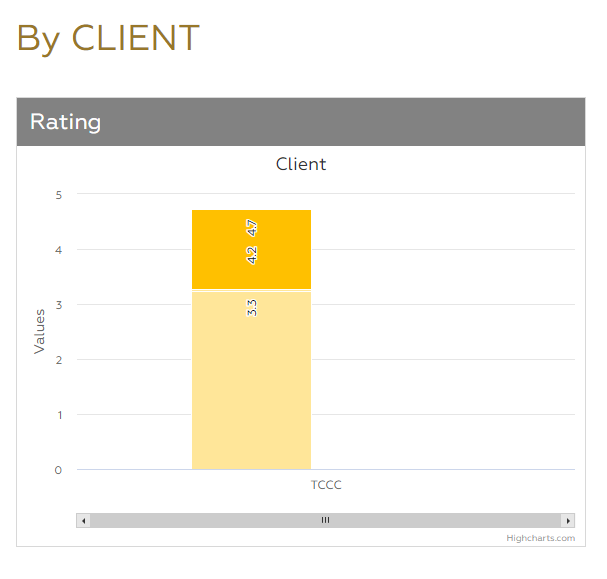 By CLIENT
Rating
Client
5
4
3
2
1
0
Values
4.7
4.2
3.3
TCCC
Highcharts.com